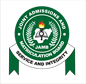 JOINT ADMISSIONS AND
MATRICULATION BOARD
JAMB
SERVICE AND INTEGRITY